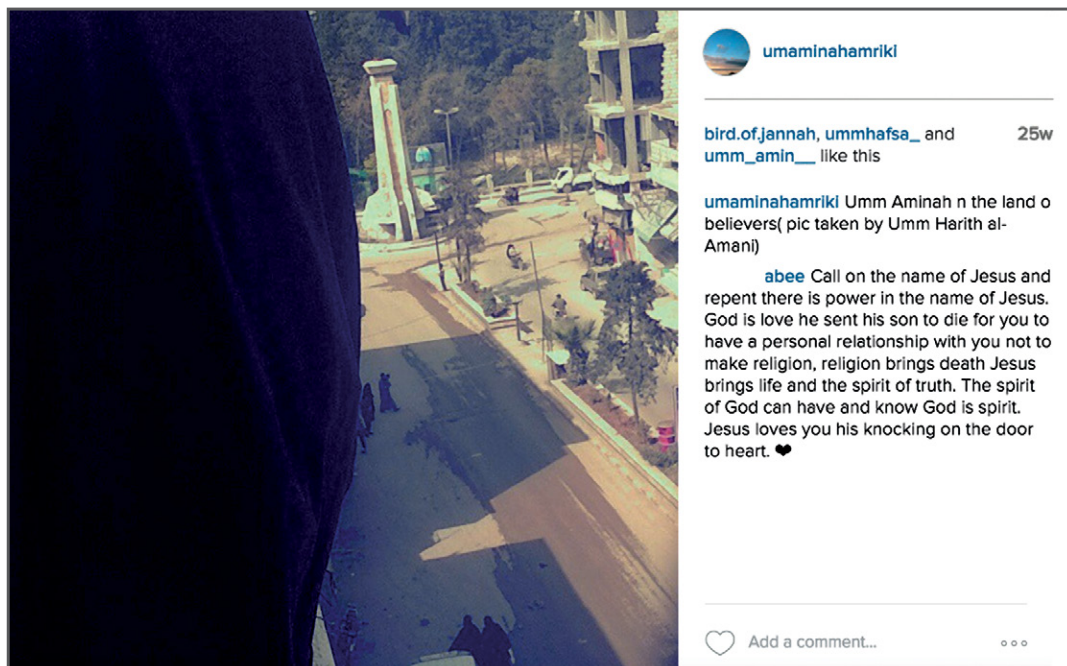 umaminahamriki
bird.of.jannah, ummhafsa_ and
25w
umm_amin__ like this
umaminahamriki Umm Aminah n the land o
believers( pic taken by Umm Harith al-
Amani)
abee Call on the name of Jesus and
repent there is power in the name of Jesus.
God is love he sent his son to die for you to
have a personal relationship with you not to
make religion, religion brings death Jesus
brings life and the spirit of truth. The spirit
of God can have and know God is spirit.
Jesus loves you his knocking on the door
to heart. ❤
Add a comment...